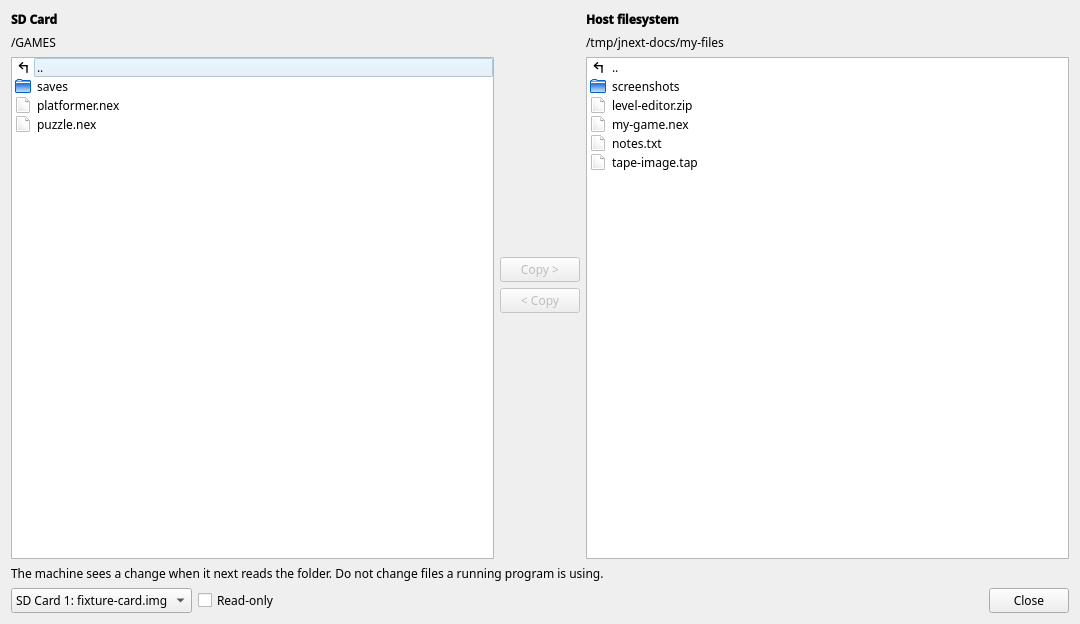 SD Card
/GAMES
..
saves
platformer.nex
puzzle.nex
Copy >
< Copy
Host filesystem
/tmp/jnext-docs/my-files
..
screenshots
level-editor.zip
my-game.nex
notes.txt
tape-image.tap
The machine sees a change when it next reads the folder. Do not change files a running program is using.
SD Card 1: fixture-card.img
Read-only
Close